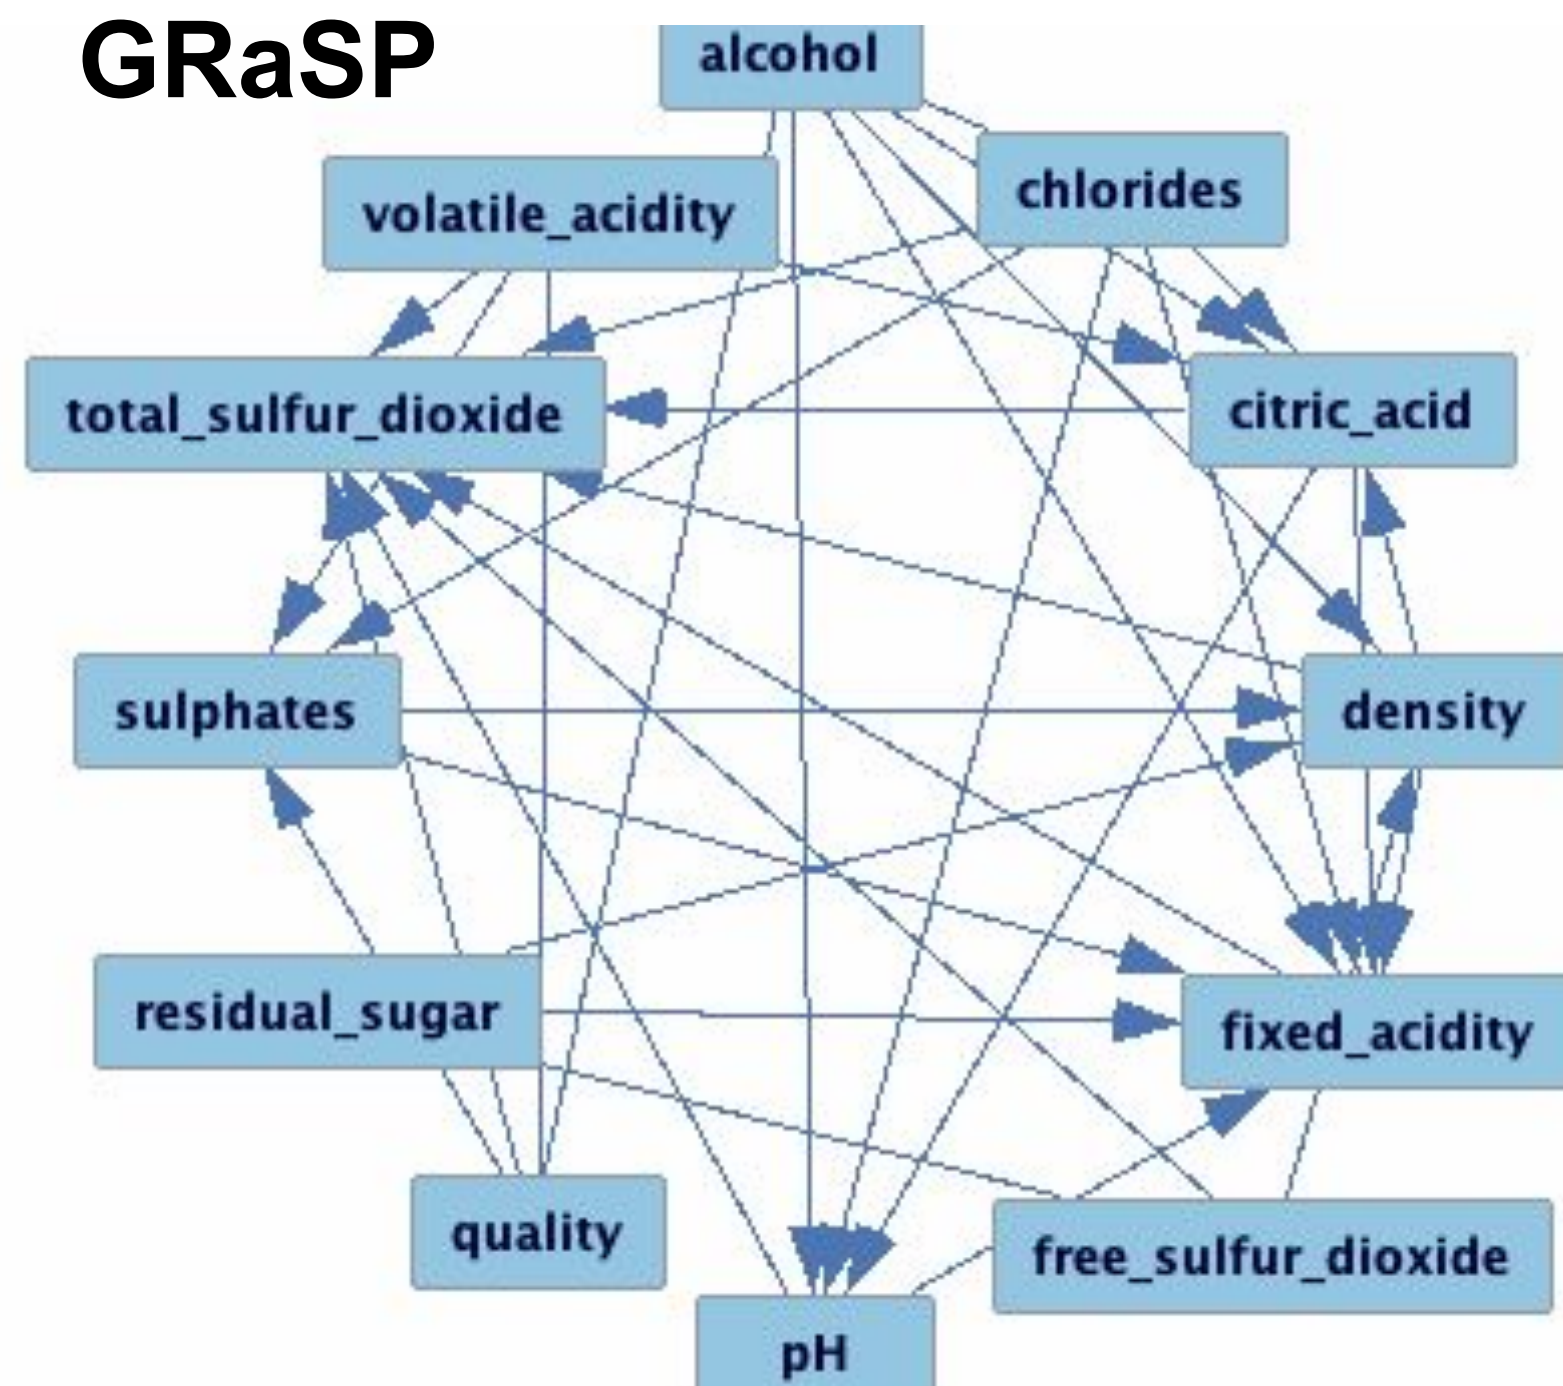 GRaSP
alcohol
chlorides
volatile_acidity
total_sulfur_dioxide
citric_acid
sulphates
density
residual_sugar
fixed_acidity
quality
free_sulfur_dioxide
pH